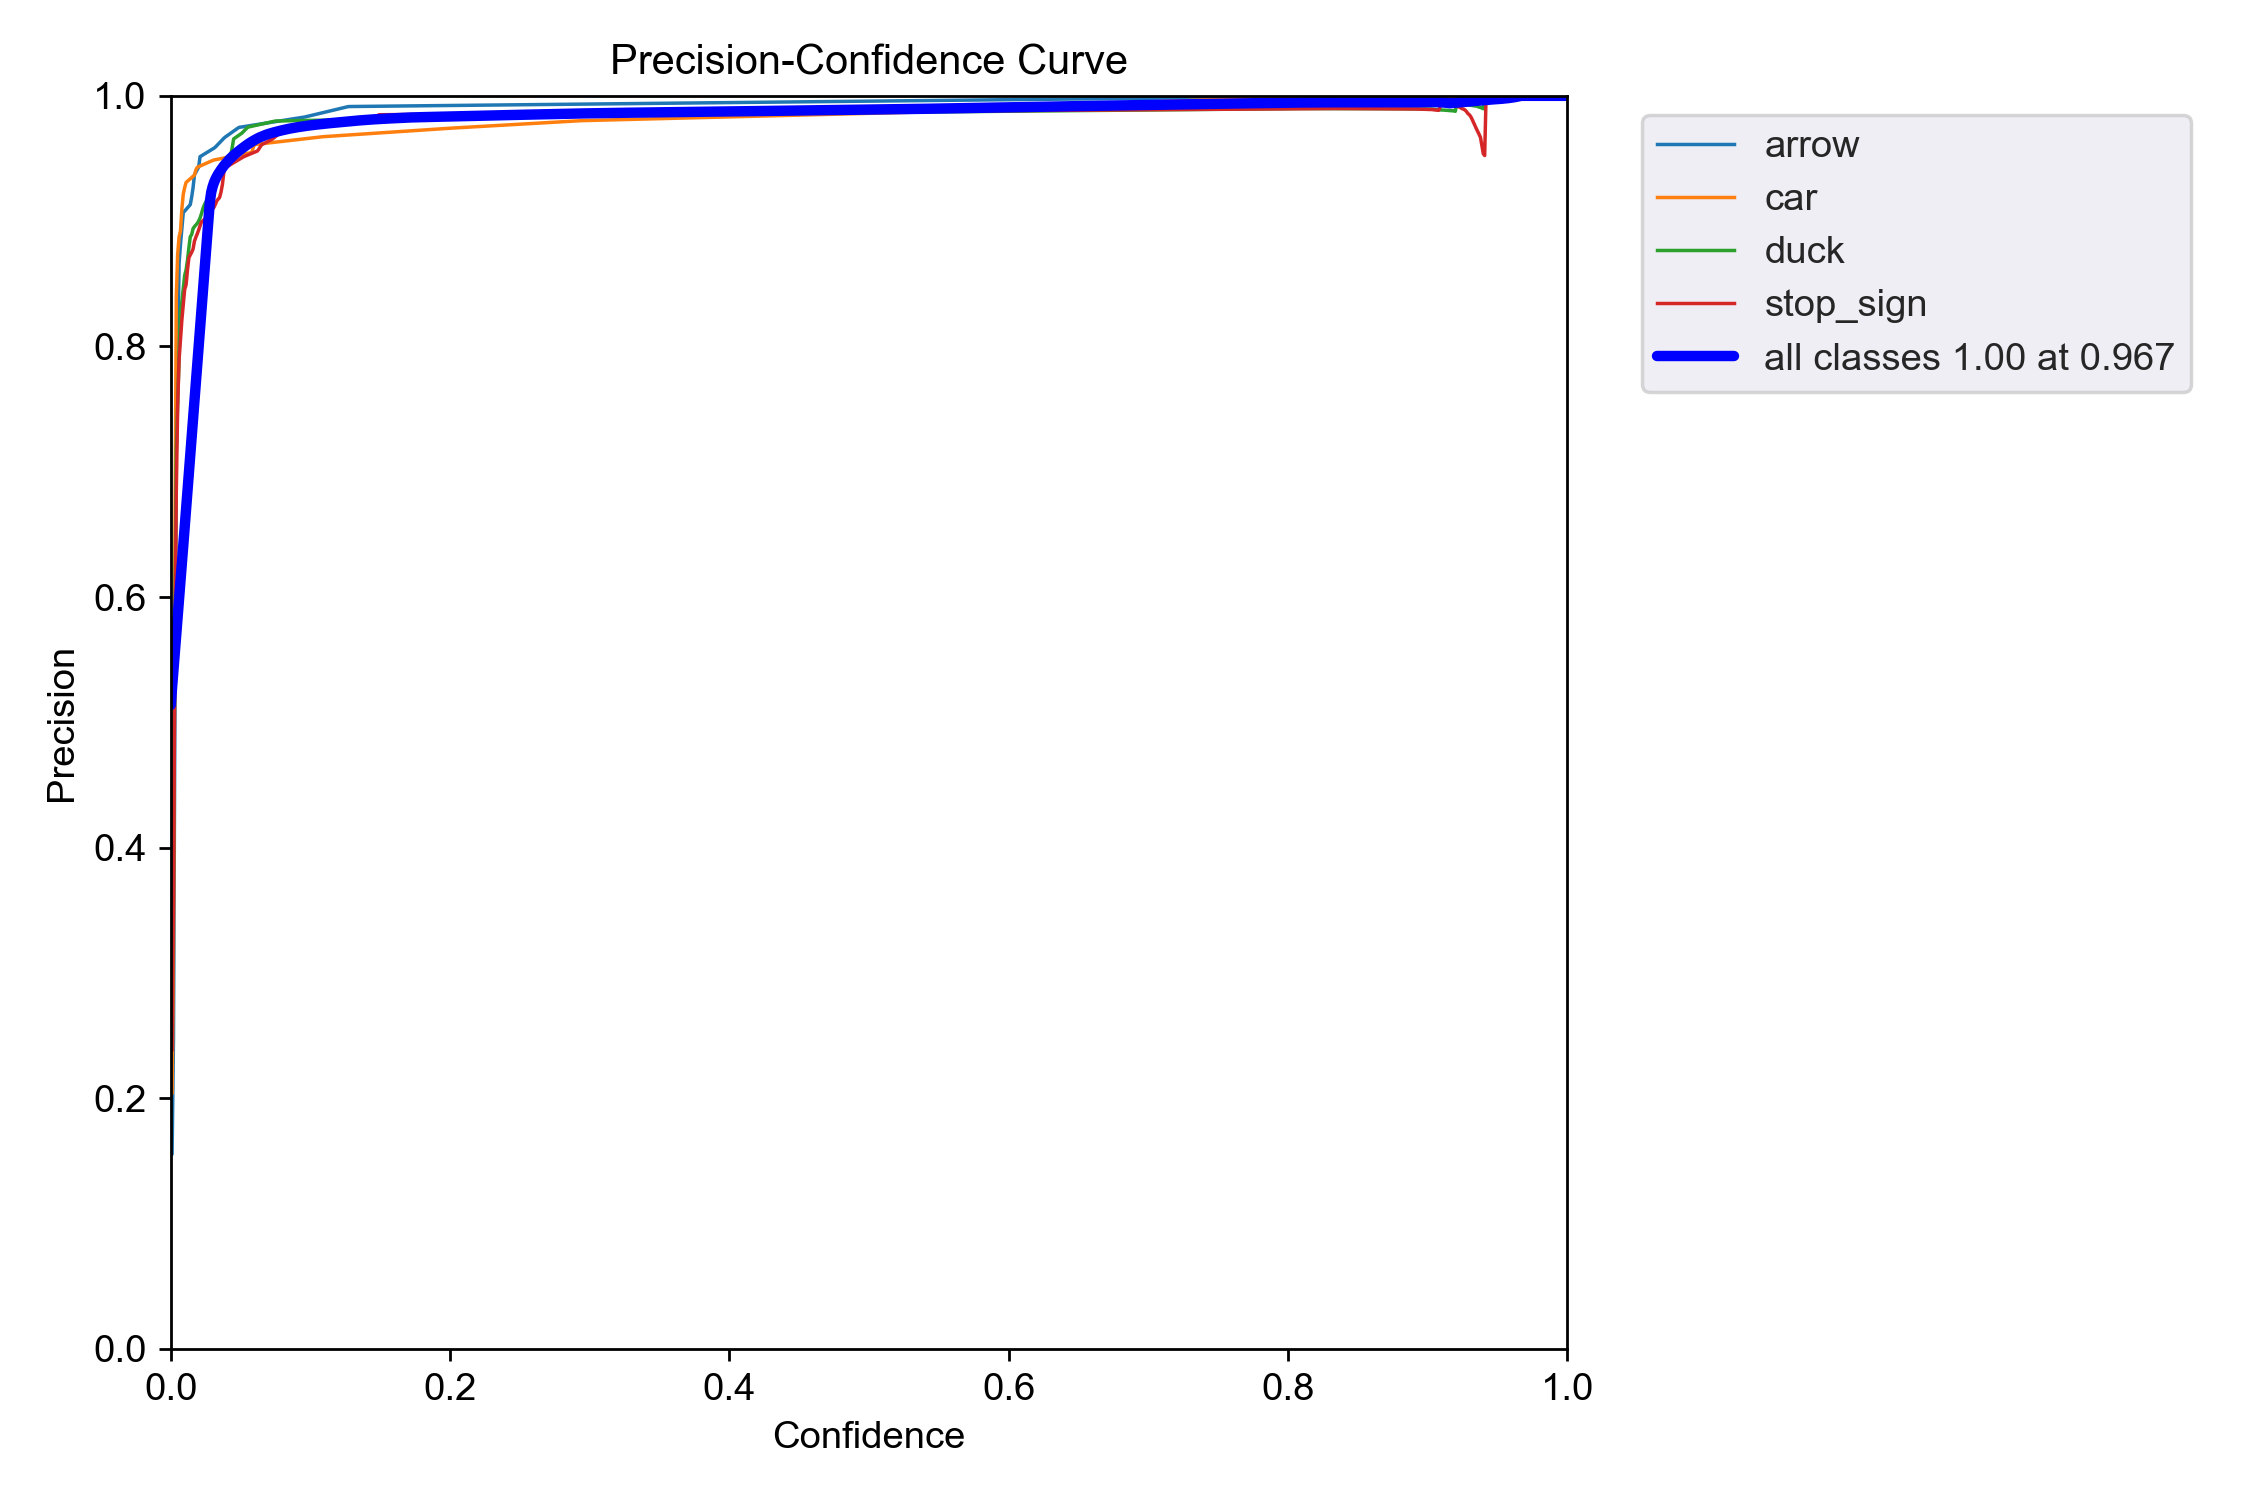 Precision-Confidence Curve
1.0
0.8
0.6
0.4
0.2
0.0
Precision
0.0 0.2 0.4 0.6 0.8 1.0
Confidence
arrow
car
duck
stop_sign
all classes 1.00 at 0.967